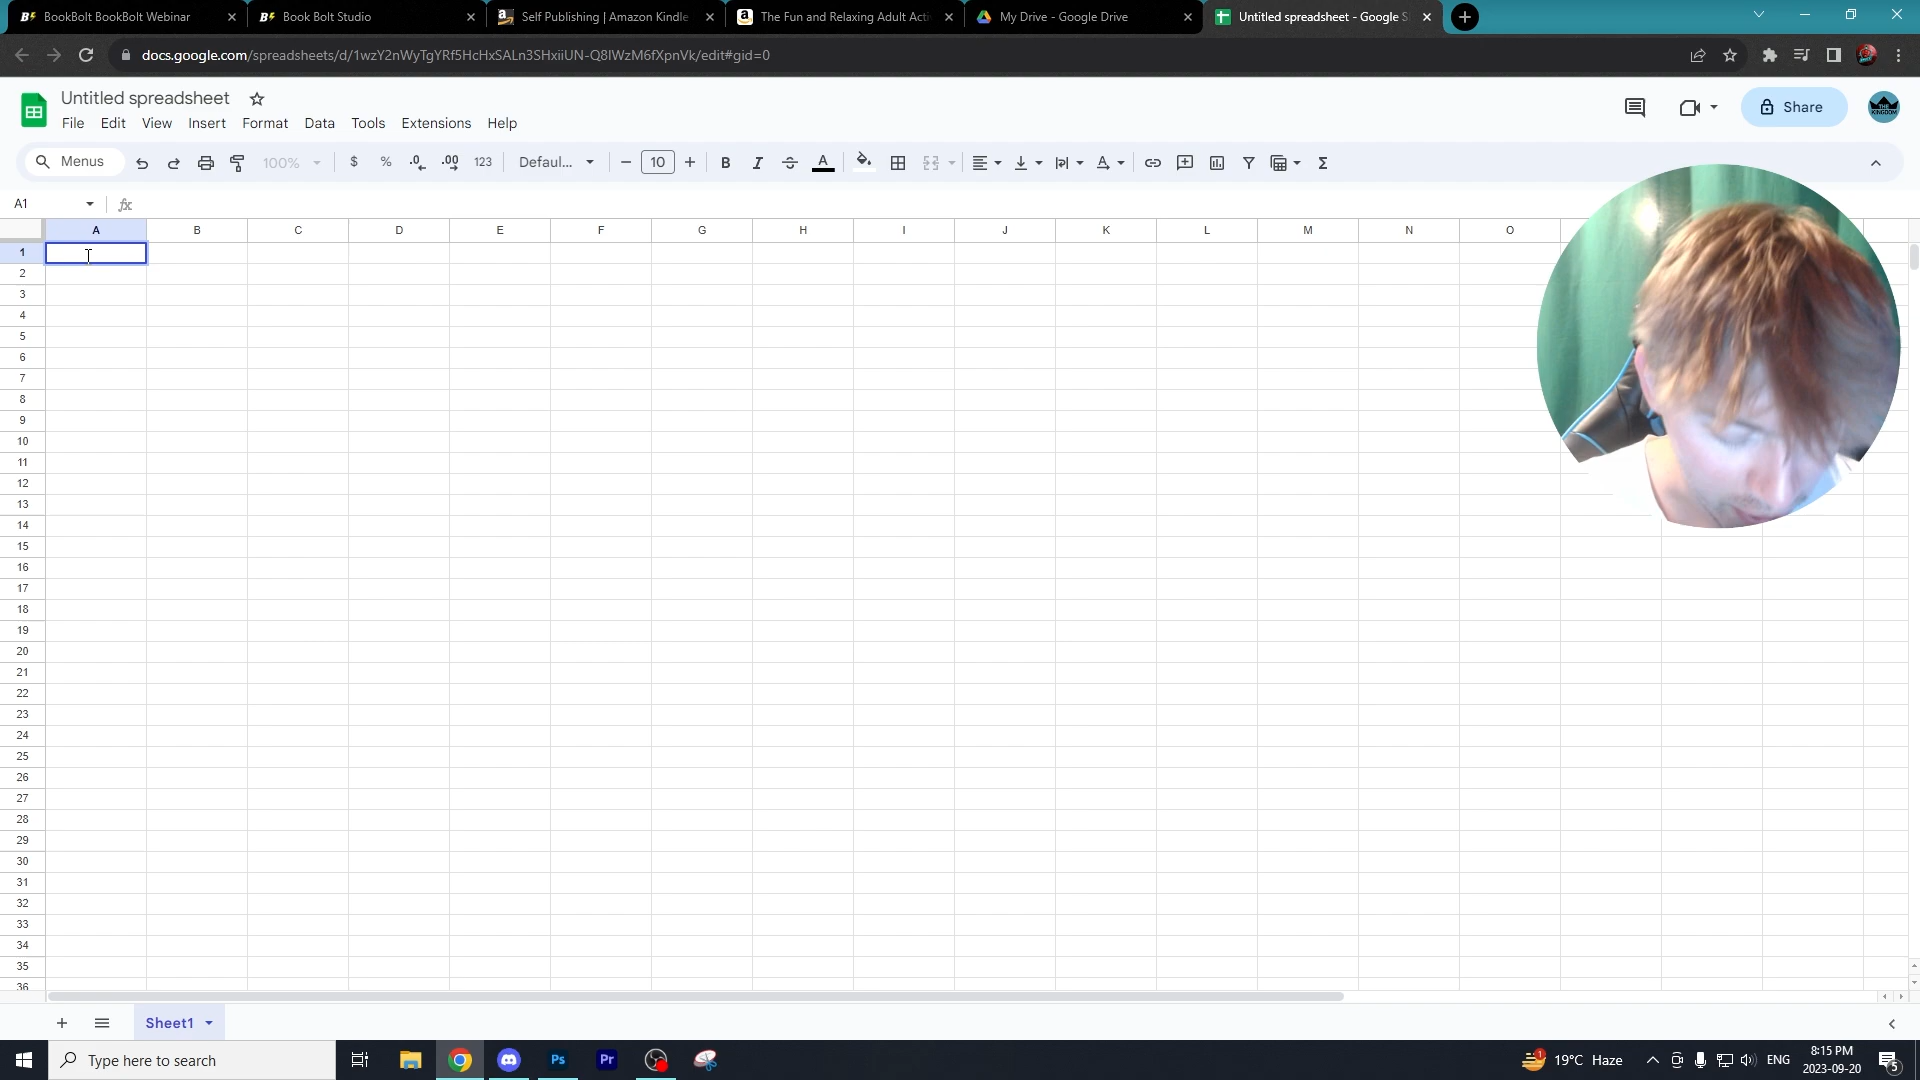 BookBolt BookBolt Webinar
Book Bolt Studio
Self Publishing | Amazon Kindle
The Fun and Relaxing Adult Acti
My Drive - Google Drive
Untitled spreadsheet - Google S
docs.google.com/spreadsheets/d/1wzY2nWyTgYRf5HcHxSALn3SHxiiUN-Q8IWzM6fXpnVk/edit#gid=0
Untitled spreadsheet
Share
File Edit View Insert Format Data Tools Extensions Help
Menus 100% $ % .0 .00 123 Defaul... 10 B I A
A1 fx
A B C D E F G H I J K L M N O
1
2
3
4
5
6
7
8
9
10
11
12
13
14
15
16
17
18
19
20
21
22
23
24
25
26
27
28
29
30
31
32
33
34
35
36
Sheet1
Type here to search
Ps
Pr
19°C Haze
ENG
8:15 PM
2023-09-20
5